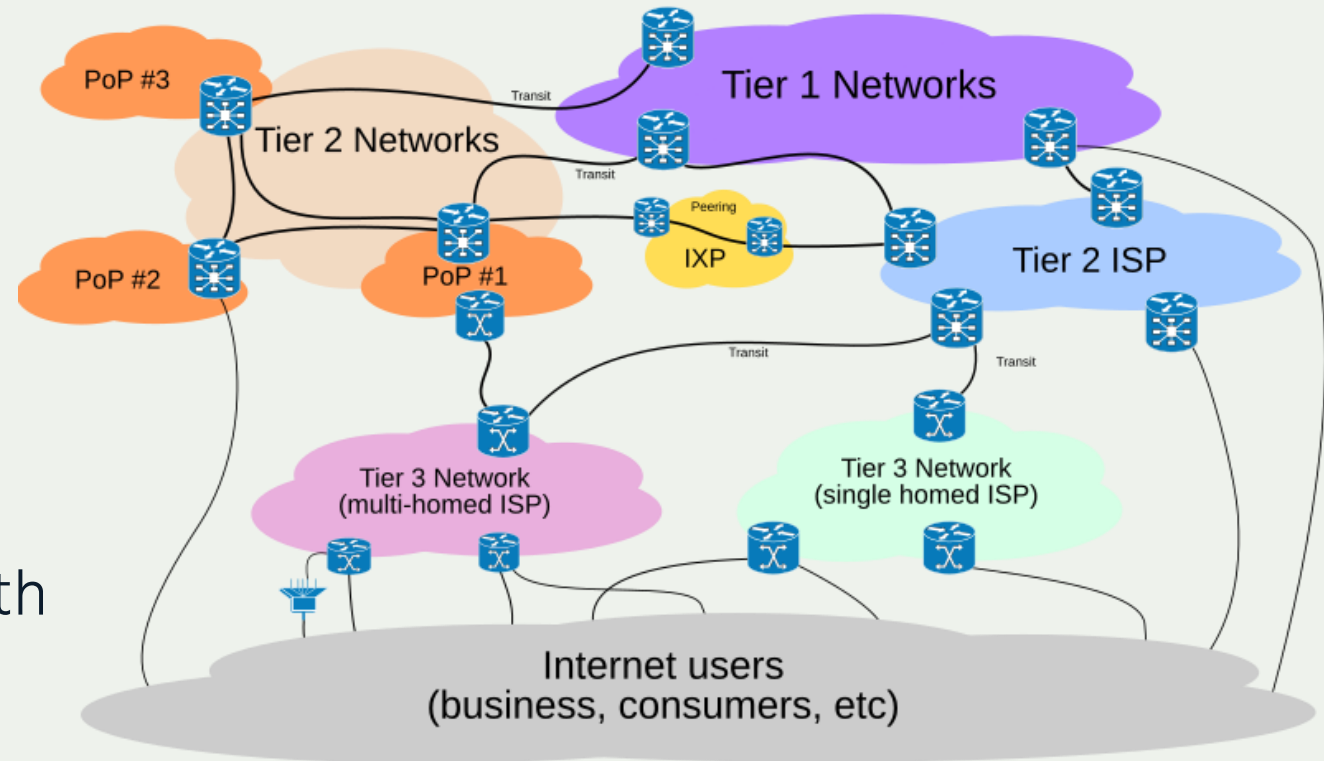 PoP #3
Transit
Tier 1 Networks
Tier 2 Networks
Transit
Peering
IXP
PoP #2
PoP #1
Tier 2 ISP
Transit
Transit
Tier 3 Network
(multi-homed ISP)
Tier 3 Network
(single homed ISP)
th
Internet users
(business, consumers, etc)